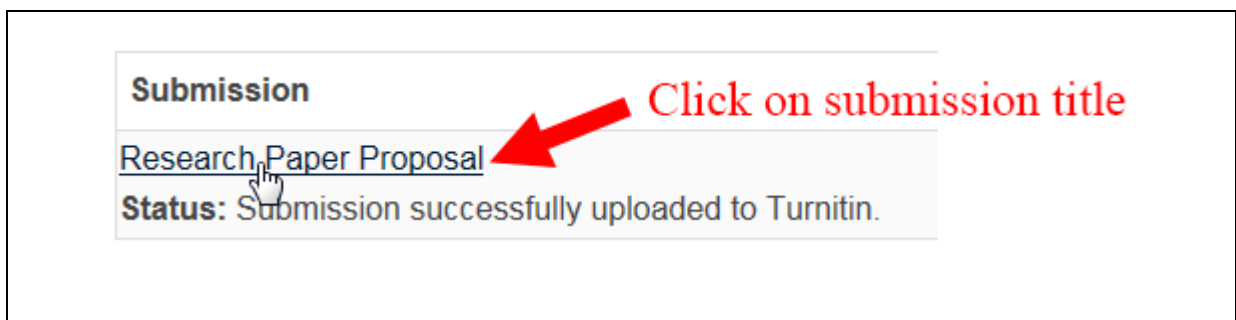 Submission
Click on submission title
Research Paper Proposal
Status: Submission successfully uploaded to Turnitin.